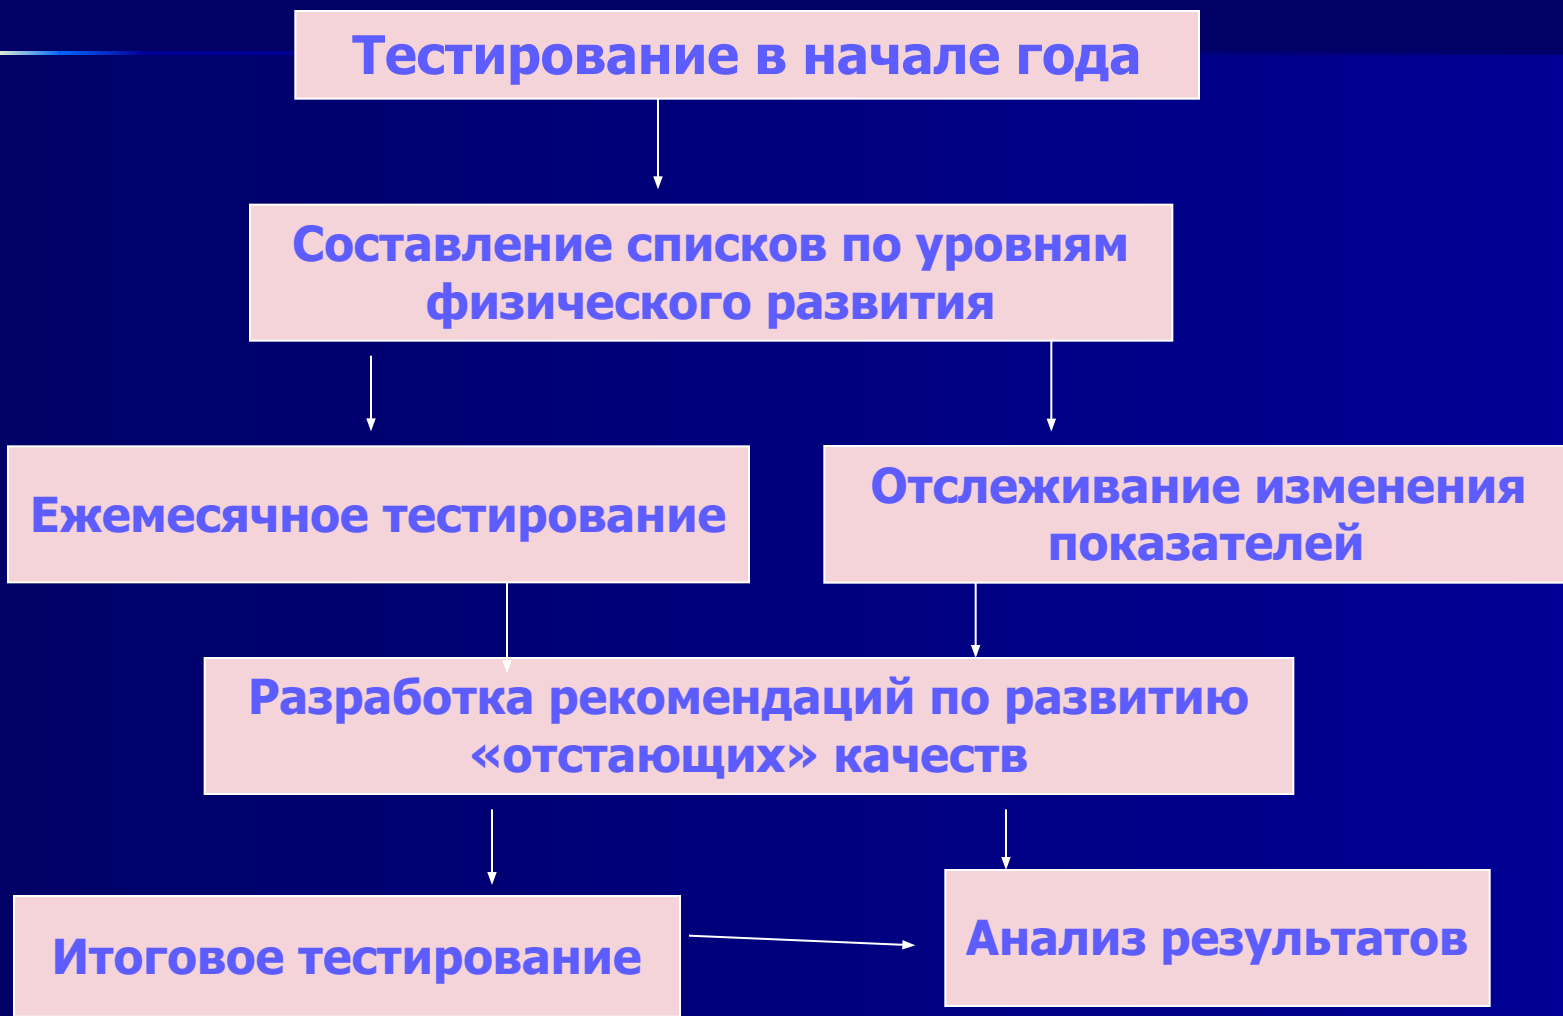 Тестирование в начале года
Составление списков по уровням
физического развития
Ежемесячное тестирование
Отслеживание изменения
показателей
Разработка рекомендаций по развитию
«отстающих» качеств
Итоговое тестирование
Анализ результатов